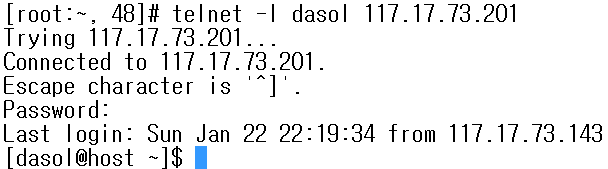 [root:~, 48]# telnet -l dasol 117.17.73.201
Trying 117.17.73.201...
Connected to 117.17.73.201.
Escape character is '^]'.
Password:
Last login: Sun Jan 22 22:19:34 from 117.17.73.143
[dasol@host ~]$